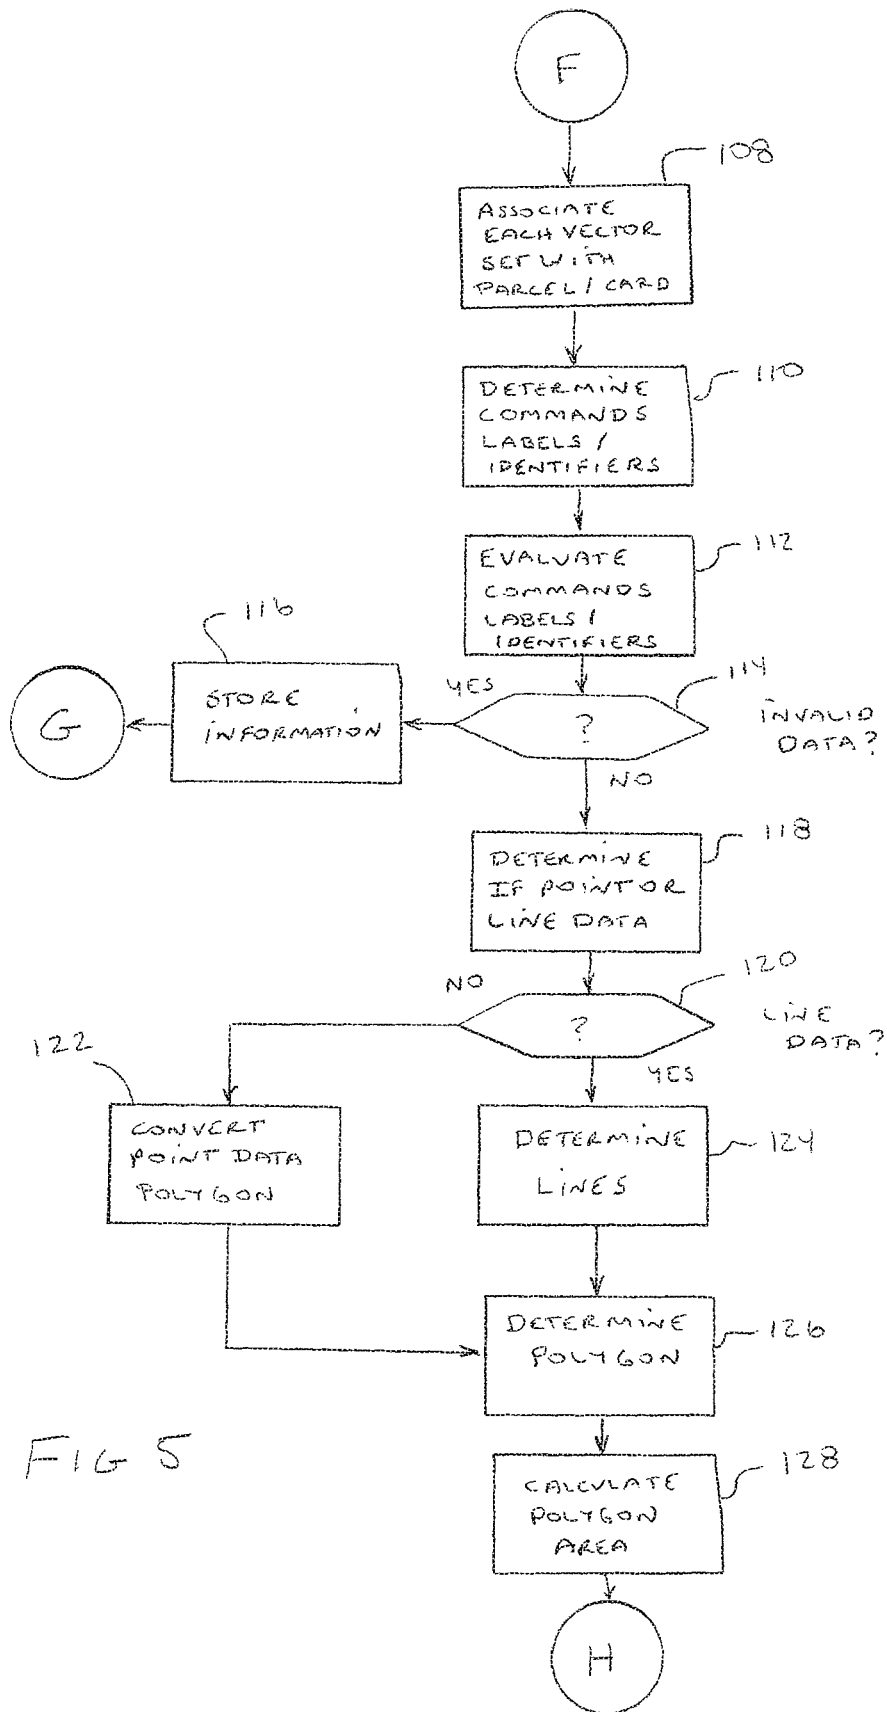 F
108
ASSOCIATE
EACH VECTOR
SET WITH
PARCEL / CARD
110
DETERMINE
COMMANDS
LABELS /
IDENTIFIERS
112
EVALUATE
COMMANDS
LABELS /
IDENTIFIERS
116
STORE
INFORMATION
G
YES
114
?
INVALID
DATA?
NO
118
DETERMINE
IF POINT OR
LINE DATA
NO
120
?
LINE
DATA?
YES
122
CONVERT
POINT DATA
POLYGON
124
DETERMINE
LINES
126
DETERMINE
POLYGON
FIG 5
128
CALCULATE
POLYGON
AREA
H